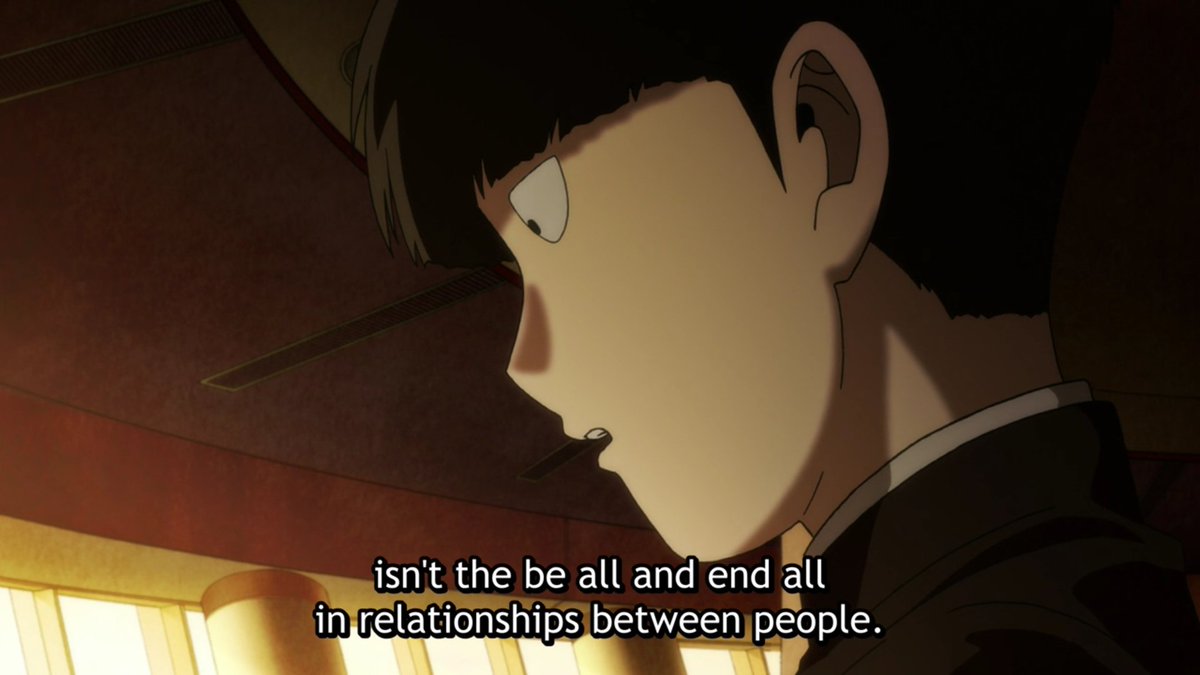 isn't the be all and end all
in relationships between people.